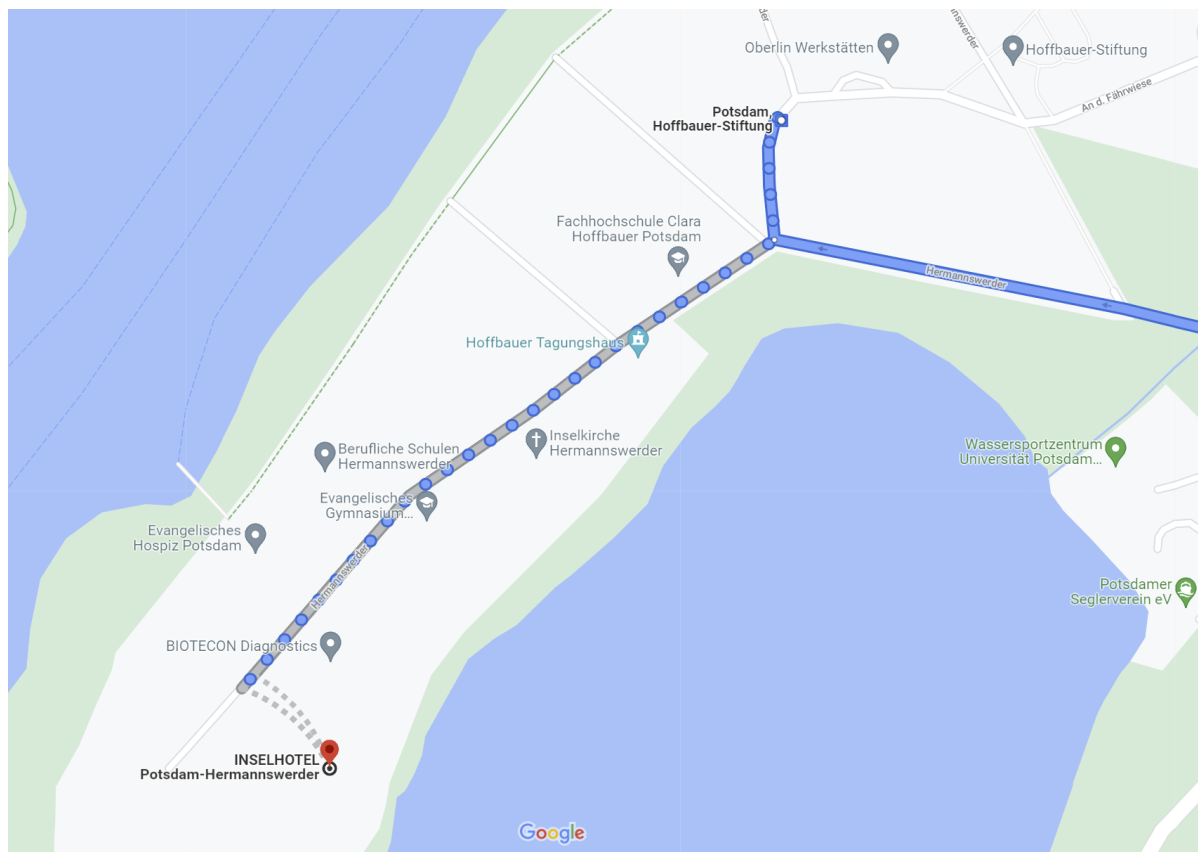 Oberlin Werkstätten
Hoffbauer-Stiftung
An d. Fährwiese
Potsdam,
Hoffbauer-Stiftung
Fachhochschule Clara
Hoffbauer Potsdam
Hermannswerder
Hoffbauer Tagungshaus
Berufliche Schulen
Hermannswerder
Inselkirche
Hermannswerder
Wassersportzentrum
Universität Potsdam...
Evangelisches
Gymnasium...
Evangelisches
Hospiz Potsdam
Hermannswerder
Potsdamer
Seglerverein eV
BIOTECON Diagnostics
INSELHOTEL
Potsdam-Hermannswerder
Google